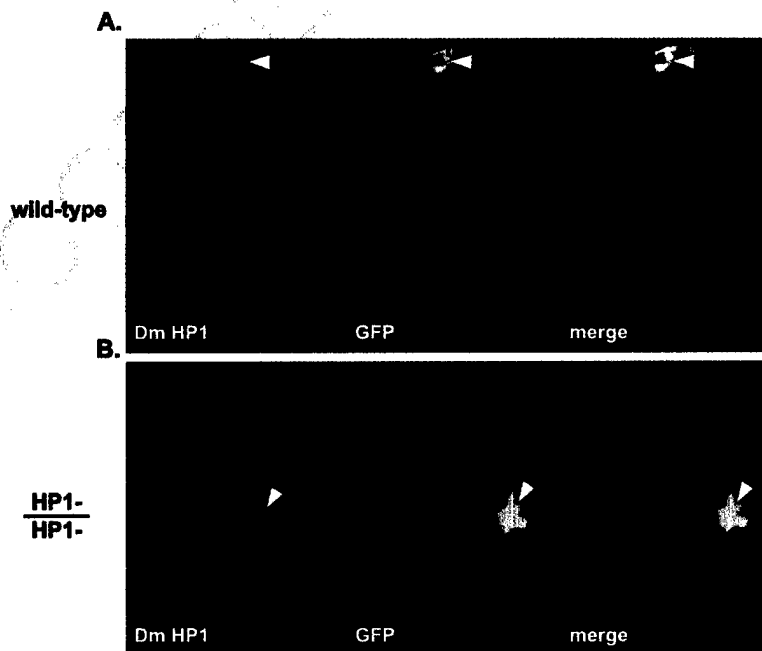 A.
wild-type
Dm HP1 GFP merge
B.
HP1-
HP1-
Dm HP1 GFP merge